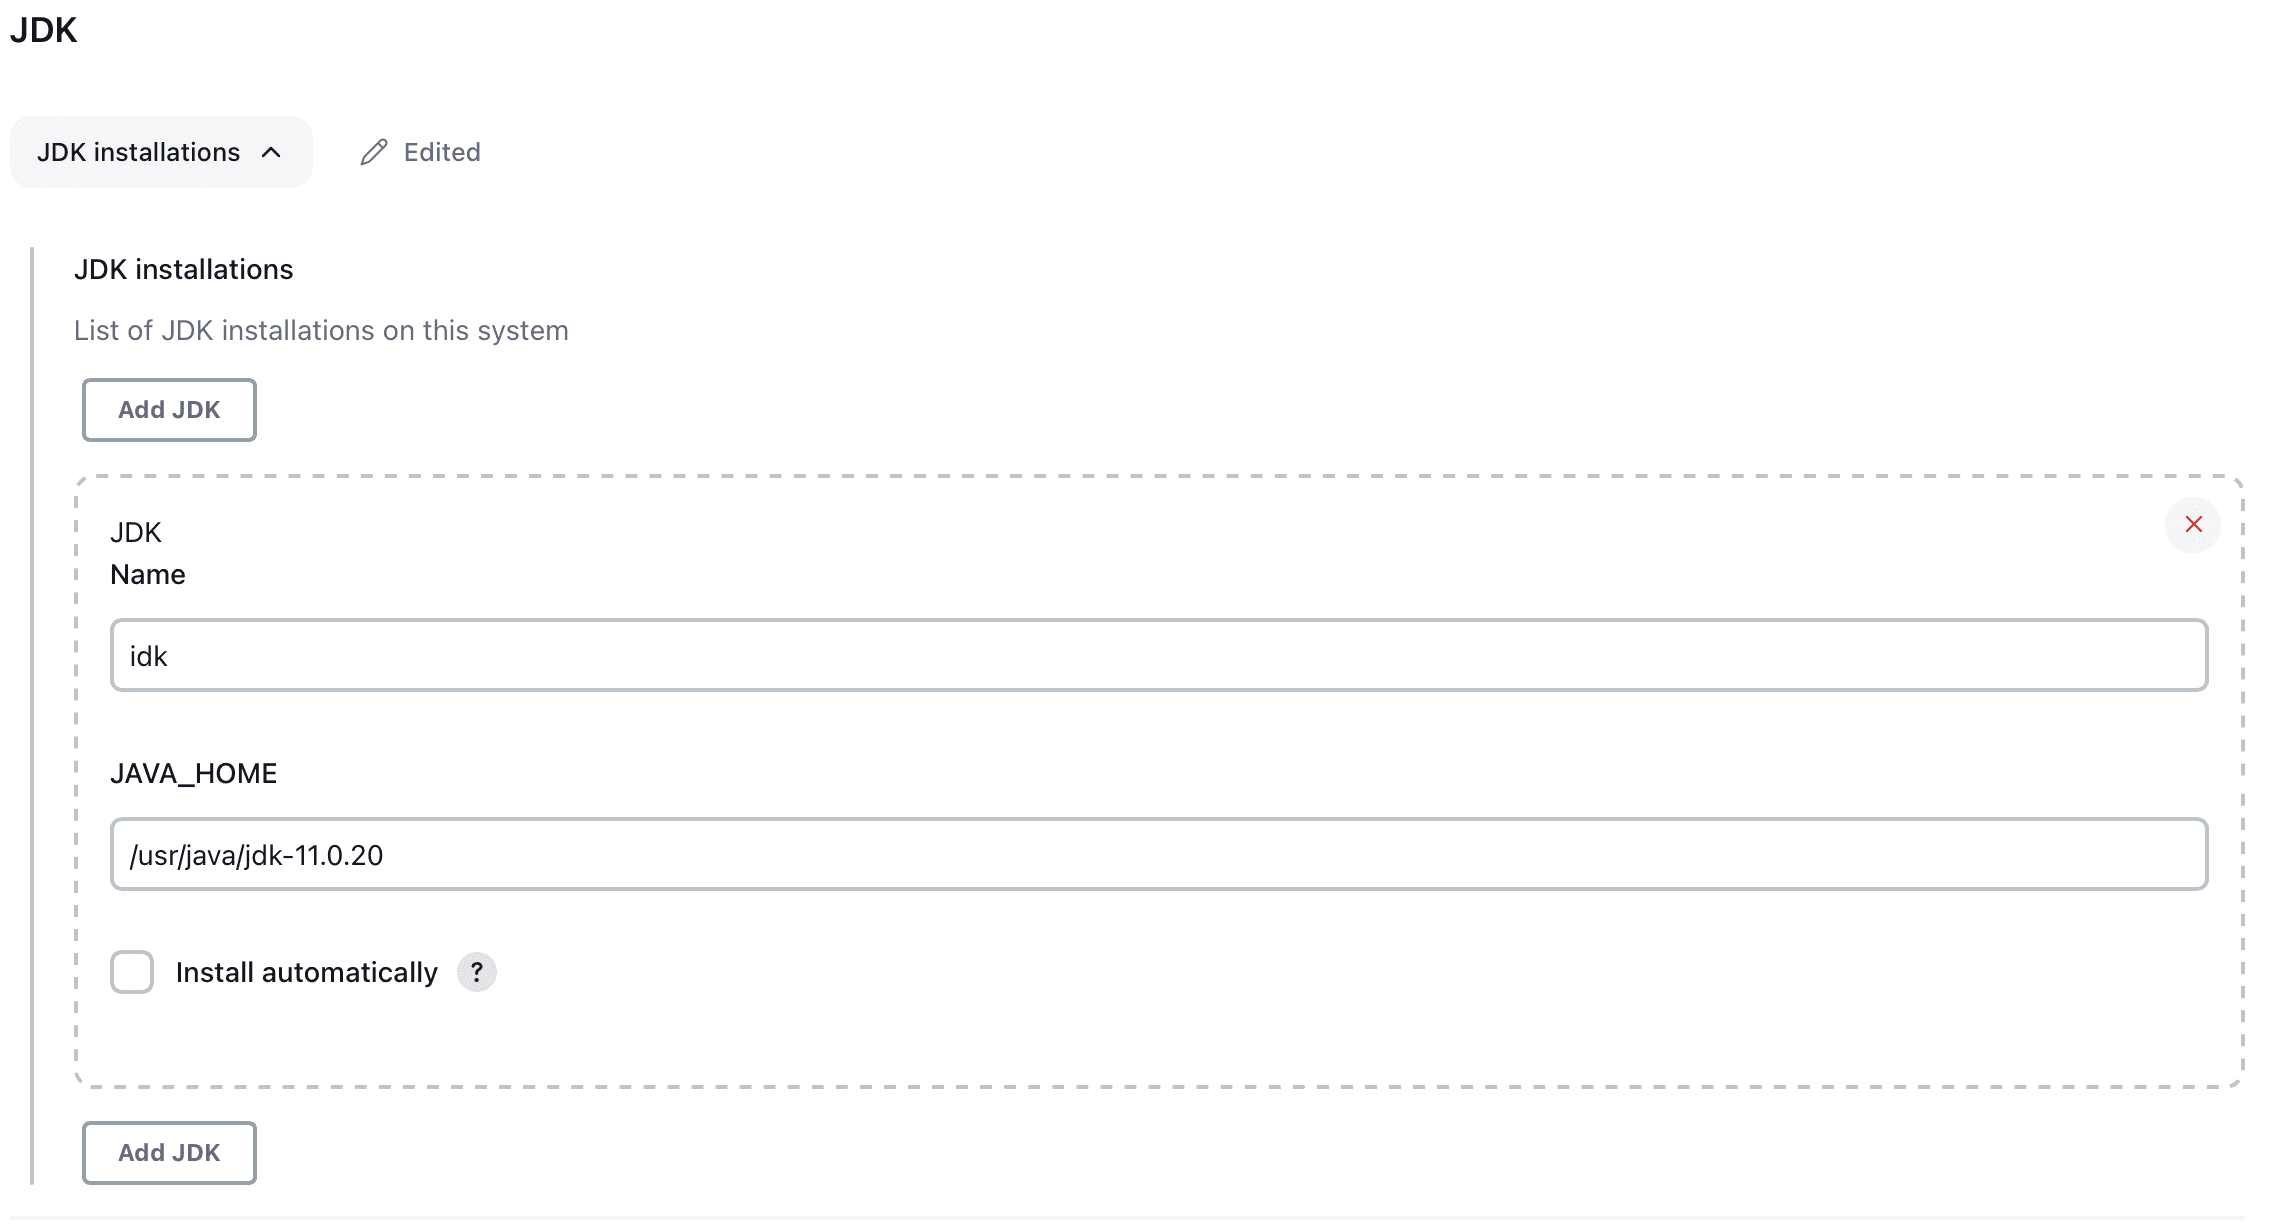 JDK
JDK installations
Edited
JDK installations
List of JDK installations on this system
Add JDK
JDK
Name
idk
JAVA_HOME
/usr/java/jdk-11.0.20
Install automatically ?
Add JDK